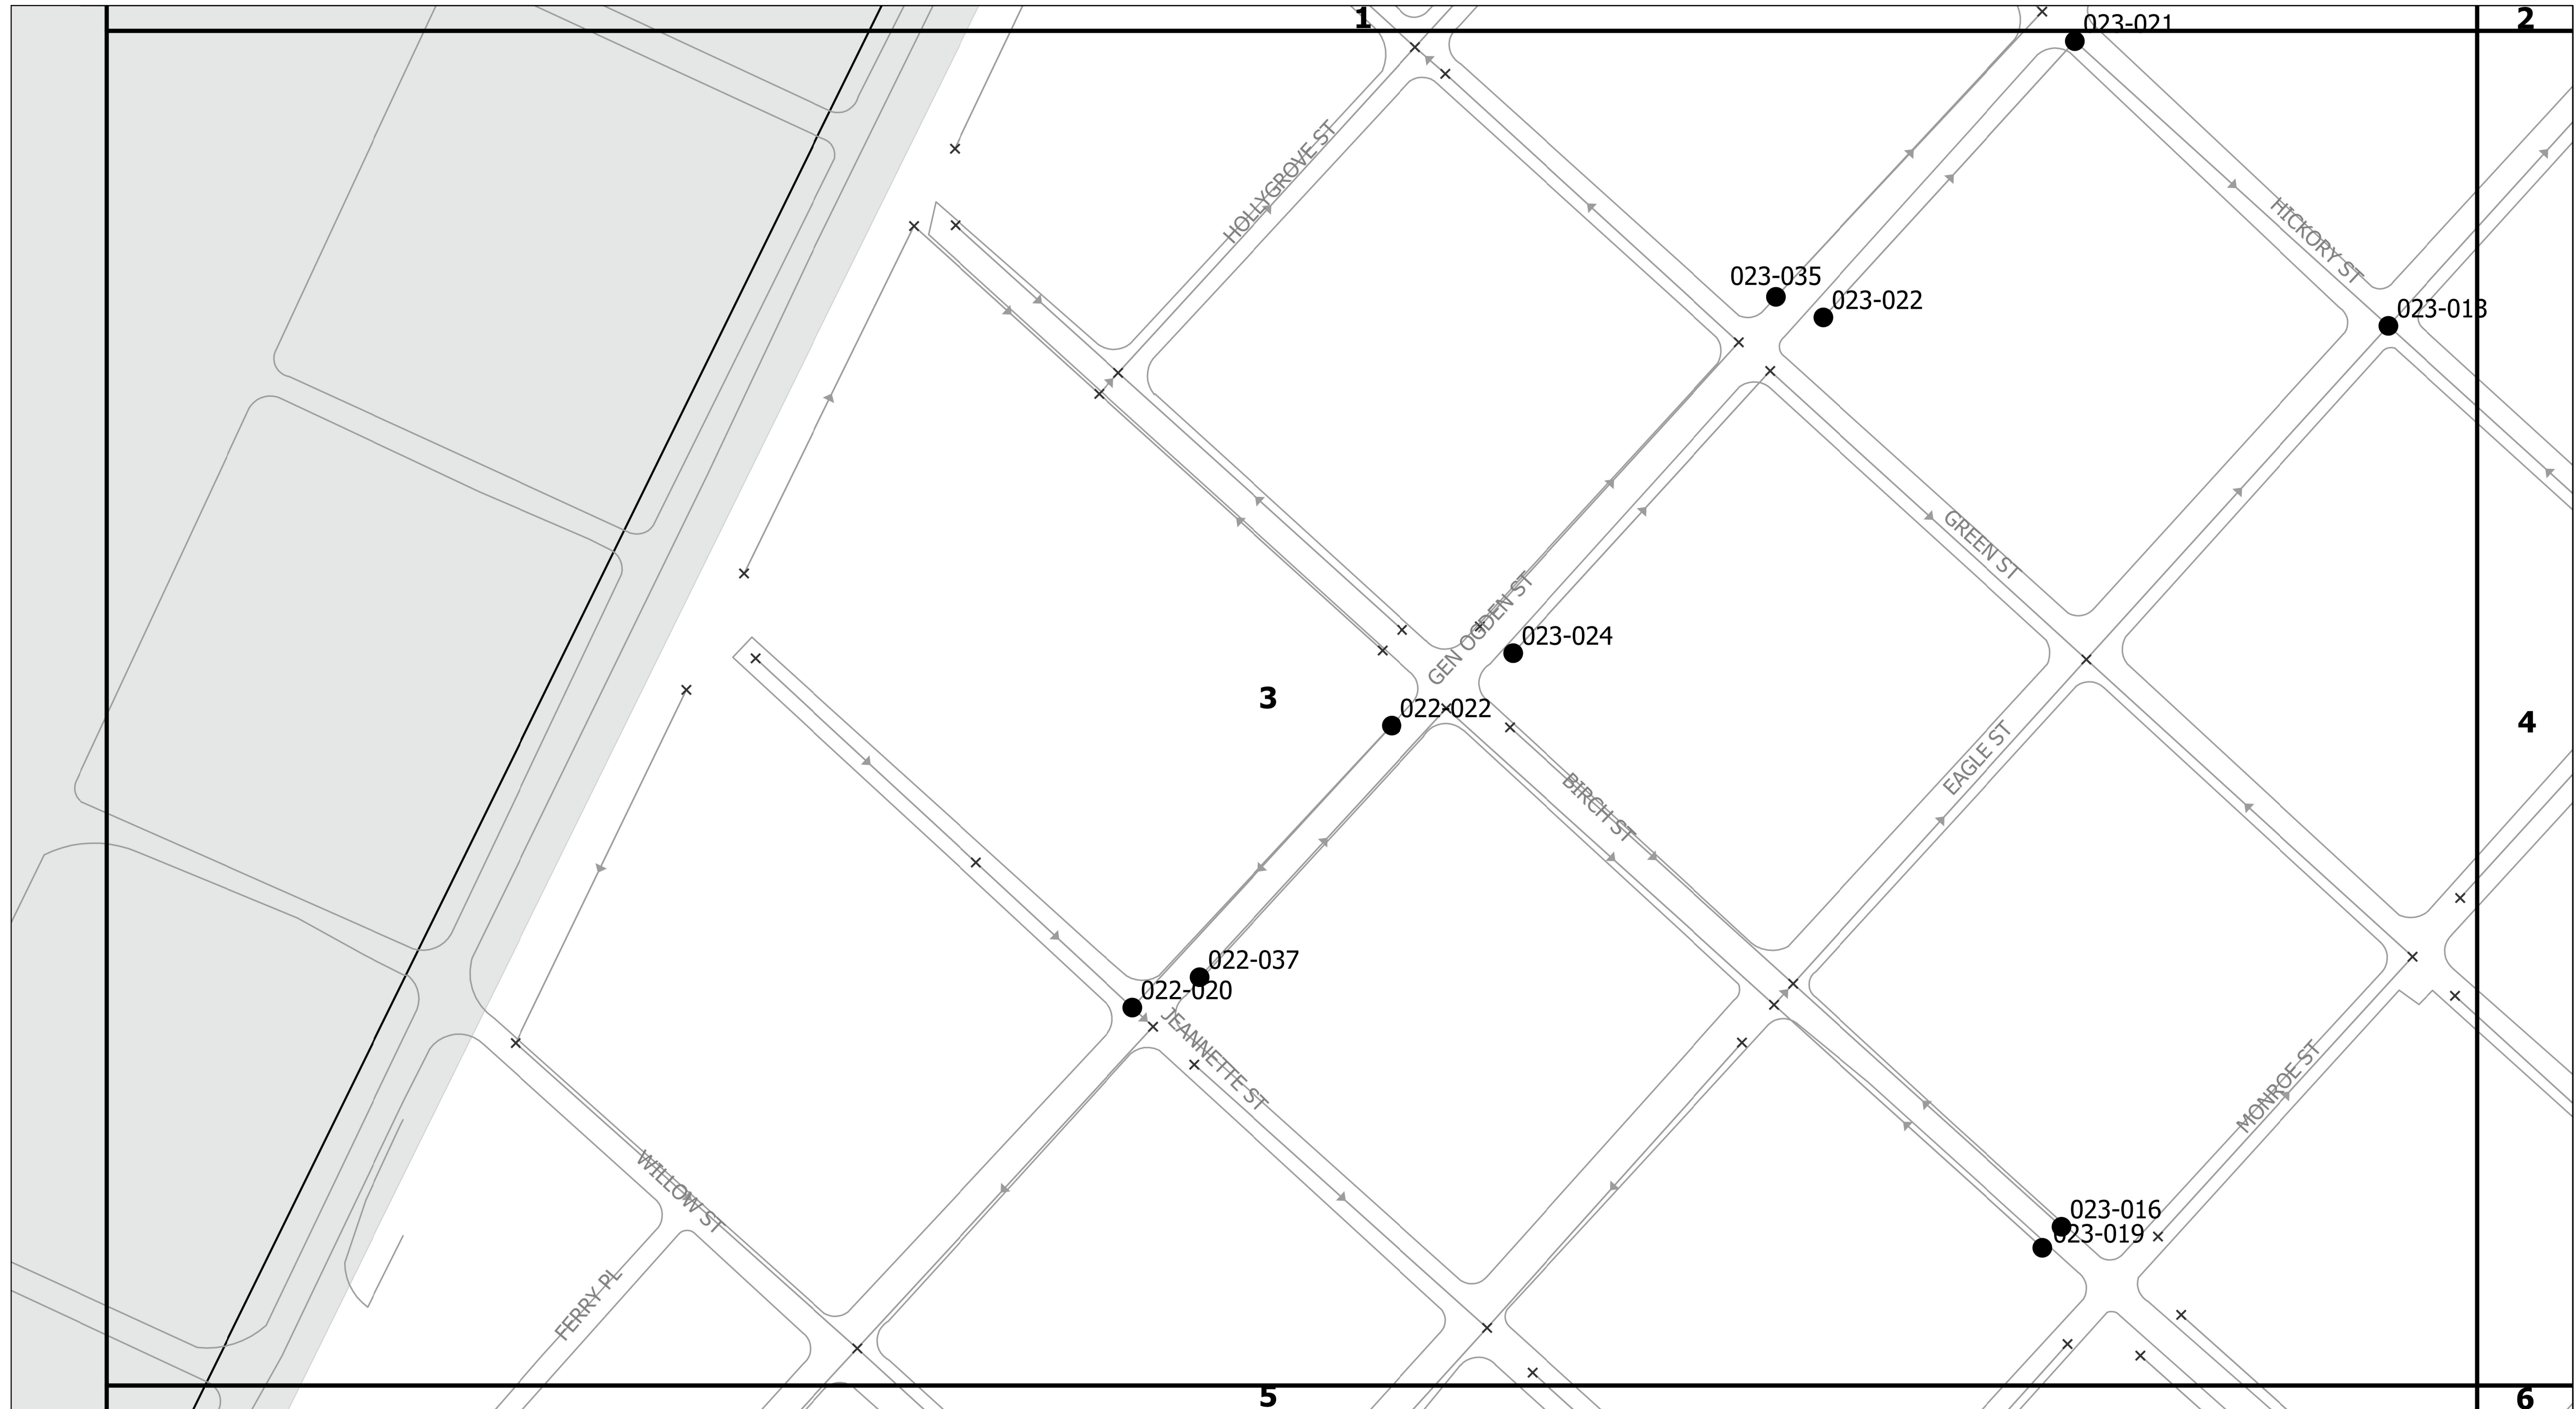 1
2
023-021
HOLLYGROVE ST
HICKORY ST
023-035
023-022
023-018
GREEN ST
GEN OGDEN ST
023-024
3
022-022
4
BIRCH ST
EAGLE ST
022-037
022-020
JEANNETTE ST
MONROE ST
WILLOW ST
023-016
023-019
FERRY PL
5
6